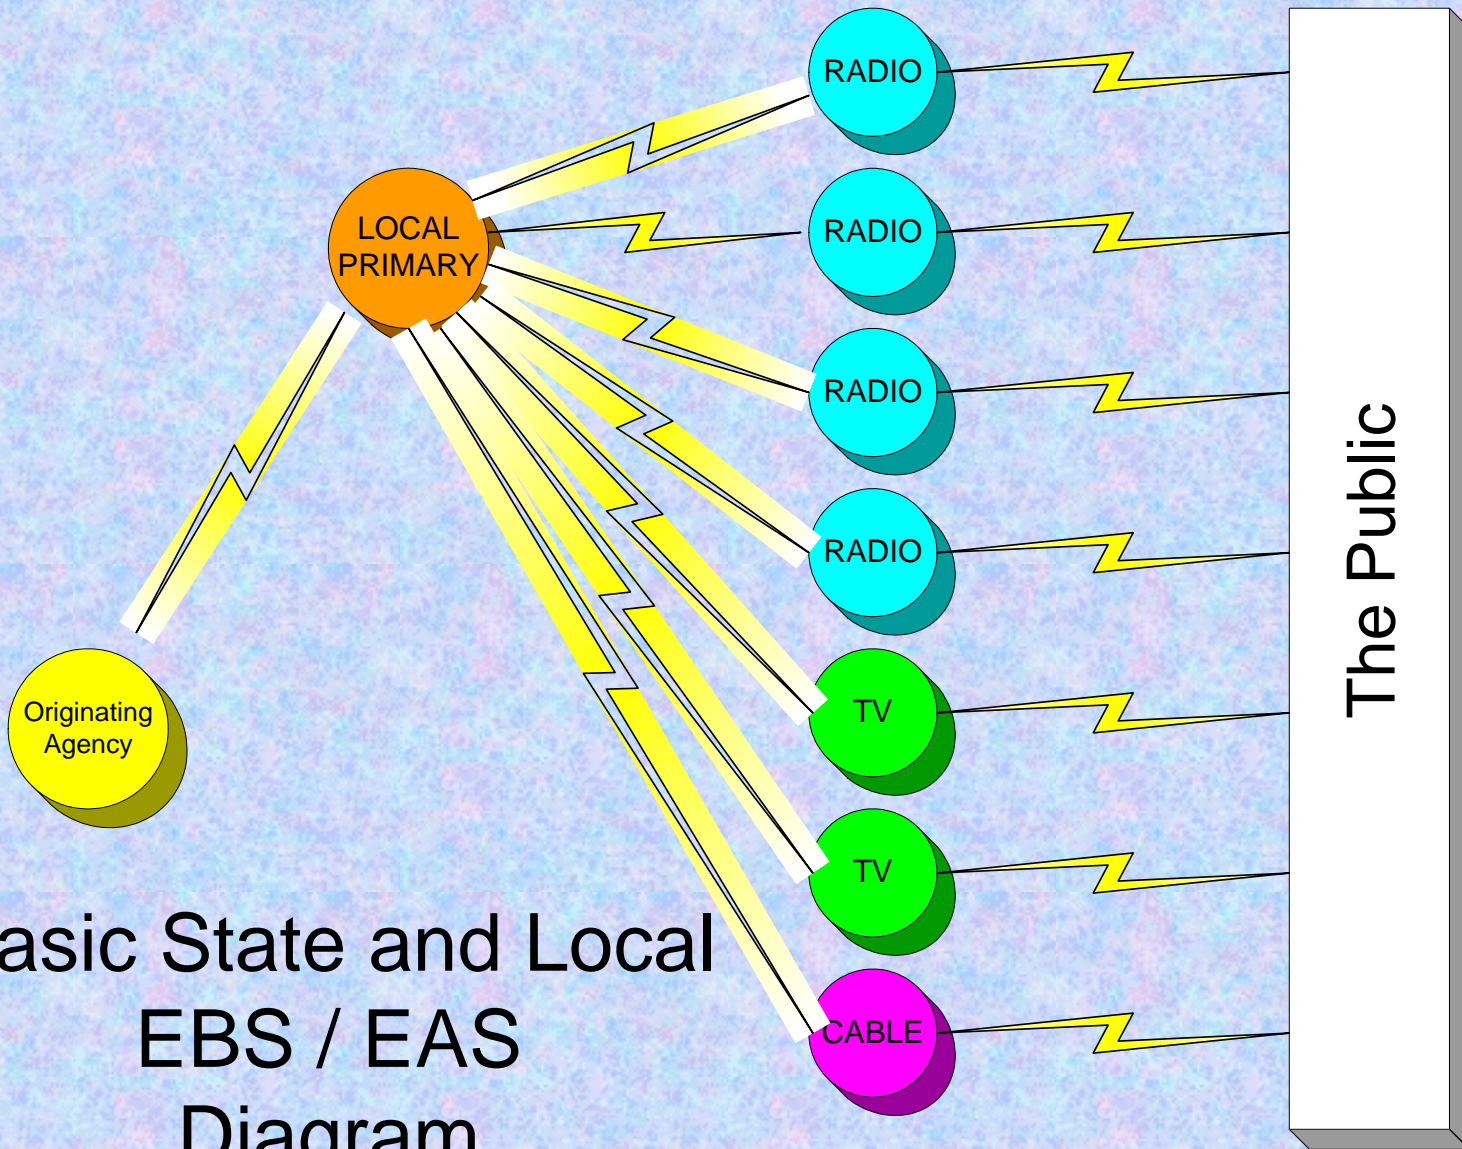 RADIO
LOCAL
PRIMARY
RADIO
RADIO
RADIO
The Public
Originating
Agency
TV
TV
asic State and Local
EBS / EAS
CABLE
Diagram